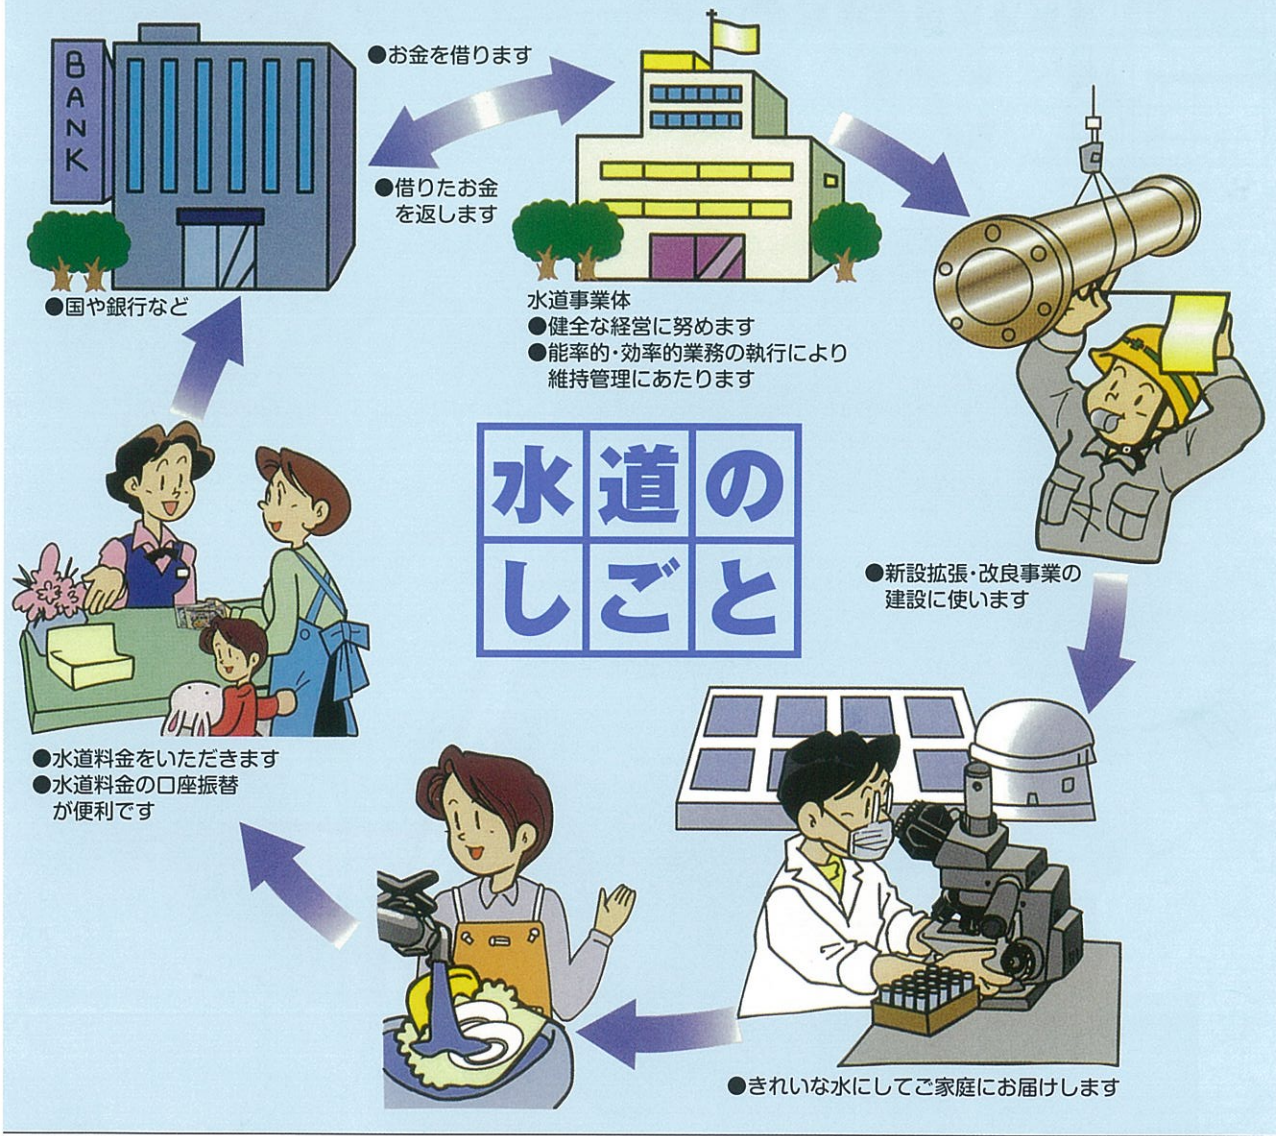 BANK
●お金を借ります
●借りたお金
を返します
●国や銀行など
水道事業体
●健全な経営に努めます
●能率的・効率的業務の執行により
維持管理にあたります
水道の
しごと
●新設拡張・改良事業の
建設に使います
●水道料金をいただきます
●水道料金の口座振替
が便利です
●きれいな水にしてご家庭にお届けします